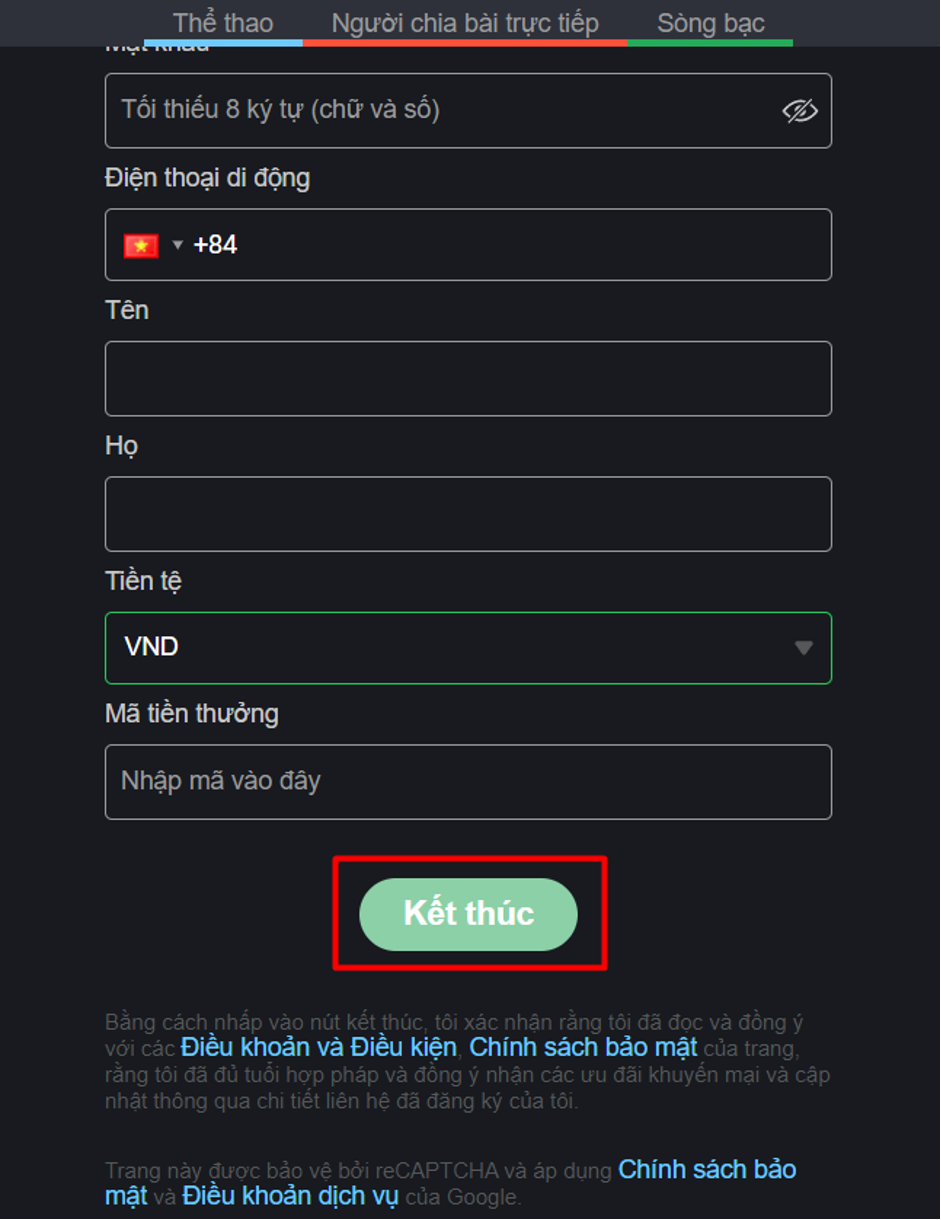 Thể thao Người chia bài trực tiếp Sòng bạc
Mật khẩu
Tối thiếu 8 ký tự (chữ và số)
Điện thoại di động
+84
Tên
Họ
Tiền tệ
VND
Mã tiền thưởng
Nhập mã vào đây
Kết thúc
Bằng cách nhấp vào nút kết thúc, tôi xác nhận rằng tôi đã đọc và đồng ý
với các Điều khoản và Điều kiện, Chính sách bảo mật của trang,
rằng tôi đã đủ tuổi hợp pháp và đồng ý nhận các ưu đãi khuyến mại và cập
nhật thông qua chi tiết liên hệ đã đăng ký của tôi.
Trang này được bảo vệ bởi reCAPTCHA và áp dụng Chính sách bảo
mật và Điều khoản dịch vụ của Google.